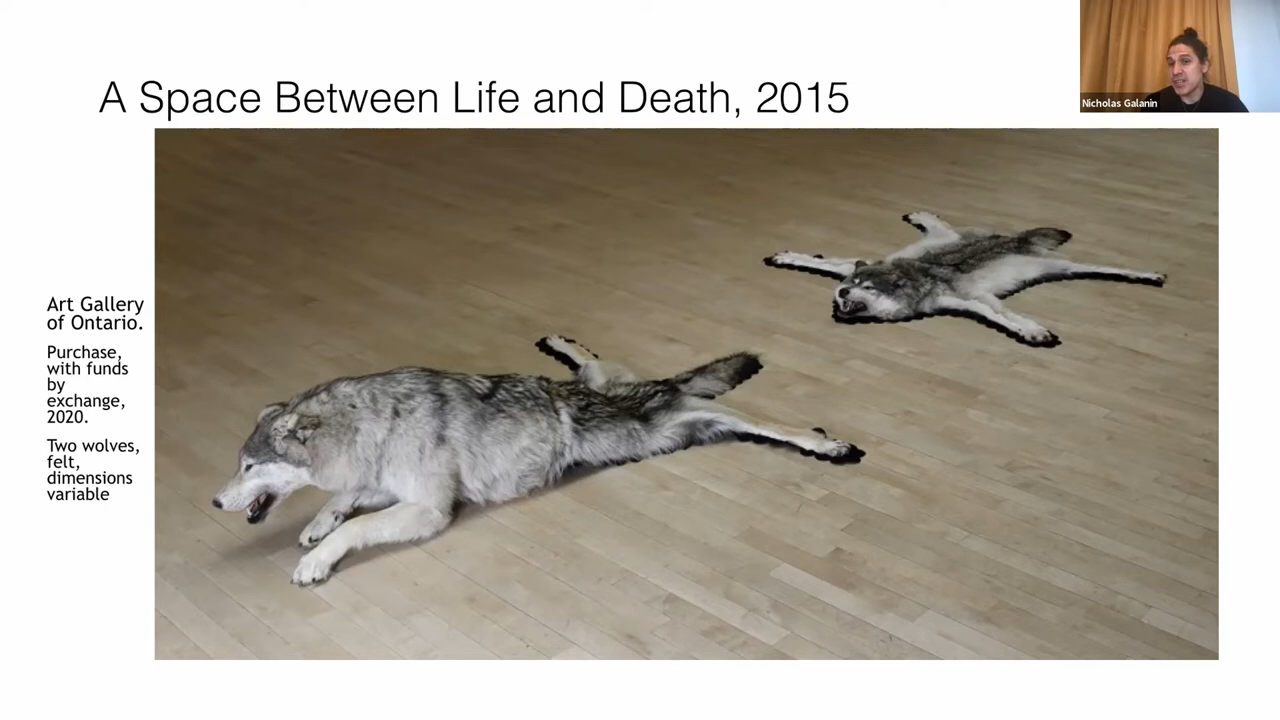 A Space Between Life and Death, 2015
Nicholas Galanin
Art Gallery
of Ontario.
Purchase,
with funds
by
exchange,
2020.
Two wolves,
felt,
dimensions
variable